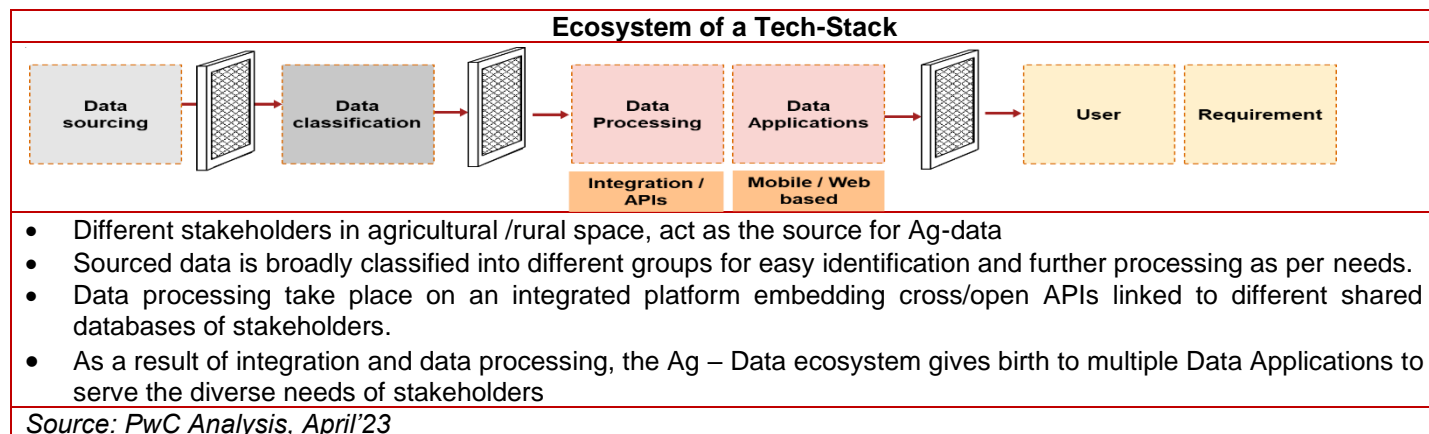 Ecosystem of a Tech-Stack
Data
sourcing
Data
classification
Data
Processing
Data
Applications
User
Requirement
Integration /
APIs
Mobile / Web
based
• Different stakeholders in agricultural /rural space, act as the source for Ag-data
• Sourced data is broadly classified into different groups for easy identification and further processing as per needs.
• Data processing take place on an integrated platform embedding cross/open APIs linked to different shared
databases of stakeholders.
• As a result of integration and data processing, the Ag – Data ecosystem gives birth to multiple Data Applications to
serve the diverse needs of stakeholders
Source: PwC Analysis, April'23